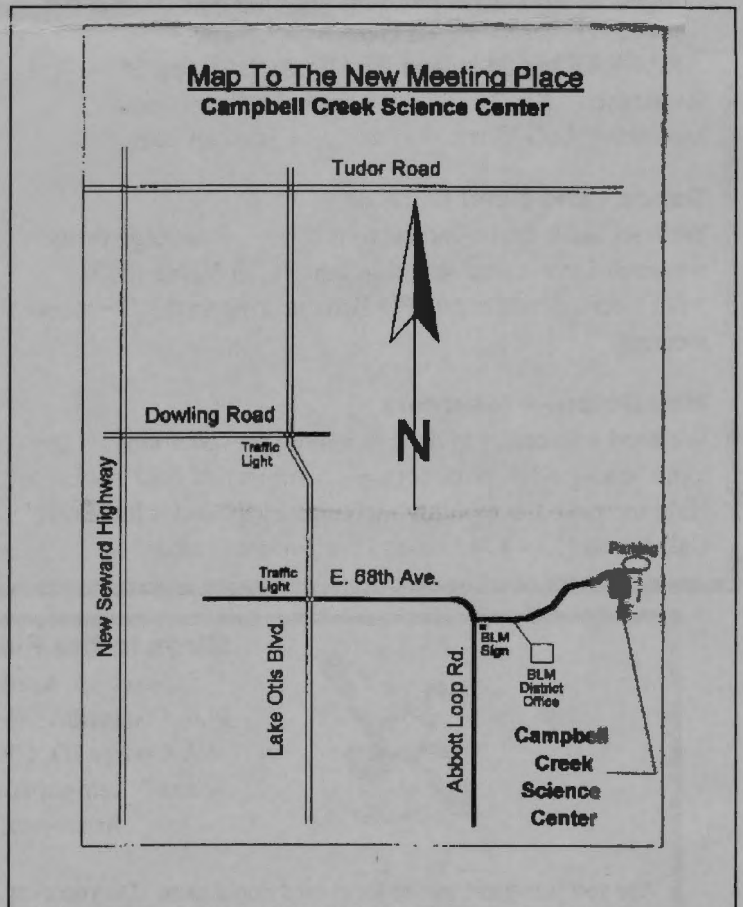 Map To The New Meeting Place
Campbell Creek Science Center
Tudor Road
Dowling Road
Traffic
Light
N
New Seward Highway
Parking
Traffic
Light
E. 68th Ave.
Lake Otis Blvd.
BLM
Sign
Abbott Loop Rd.
BLM
District
Office
Campbell
Creek
Science
Center